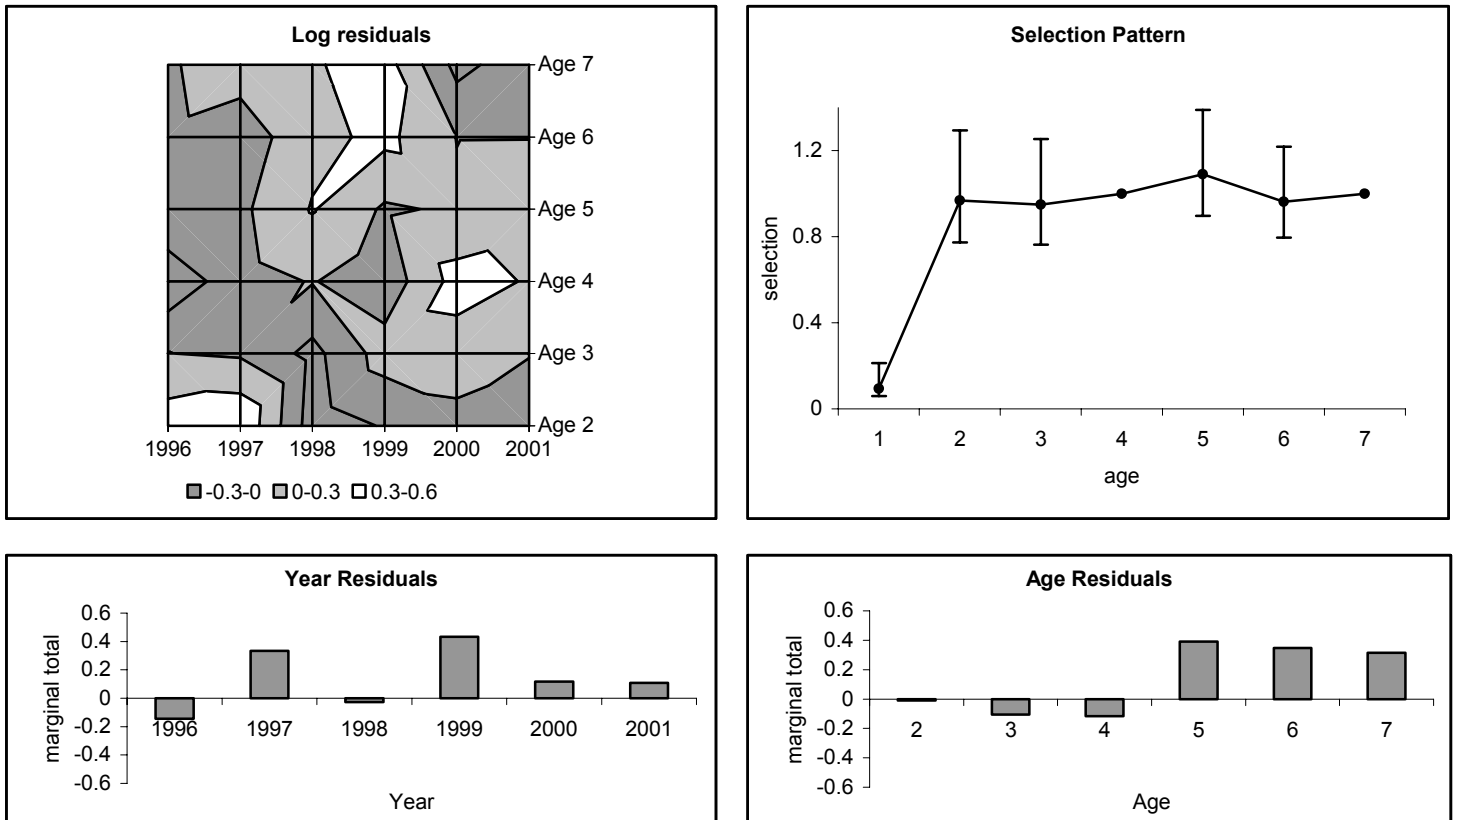 Log residuals
Age 7
Age 6
Age 5
Age 4
Age 3
Age 2
1996 1997 1998 1999 2000 2001
-0.3-0 0-0.3 0.3-0.6
Selection Pattern
selection
1.2
0.8
0.4
0
1 2 3 4 5 6 7
age
Year Residuals
marginal total
0.6
0.4
0.2
0
-0.2
-0.4
-0.6
1996 1997 1998 1999 2000 2001
Year
Age Residuals
marginal total
0.6
0.4
0.2
0
-0.2
-0.4
-0.6
2 3 4 5 6 7
Age